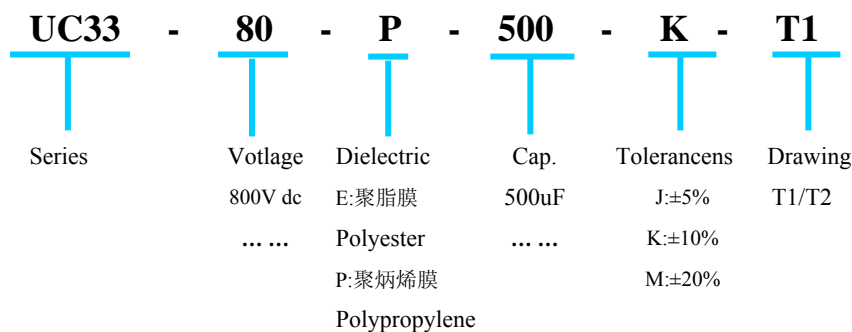 UC33 - 80 - P - 500 - K - T1
Series Votlage Dielectric Cap. Tolerancens Drawing
800V dc E:聚脂膜 500uF J:±5% T1/T2
... ... Polyester ... ... K:±10%
P:聚炳烯膜 M:±20%
Polypropylene